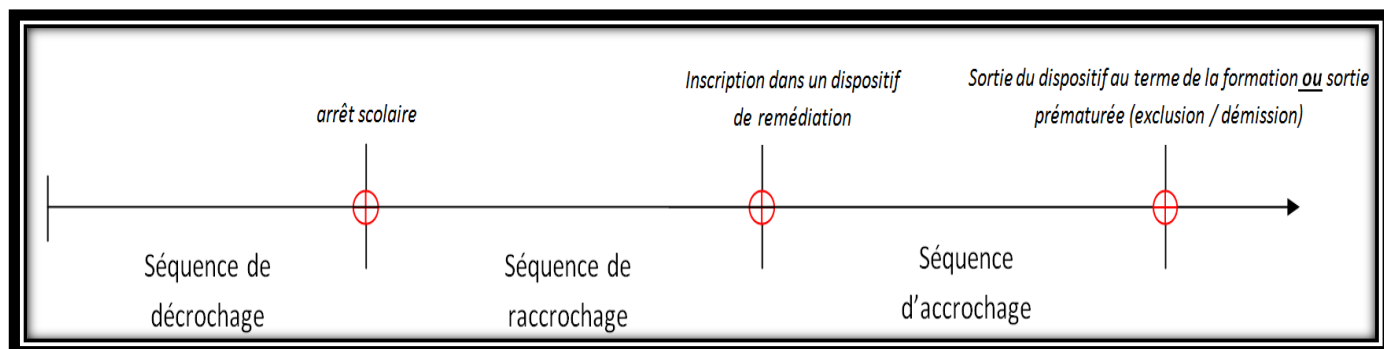 arrêt scolaire
Inscription dans un dispositif
de remédiation
Sortie du dispositif au terme de la formation ou sortie
prématurée (exclusion / démission)
Séquence de
décrochage
Séquence de
raccrochage
Séquence
d'accrochage